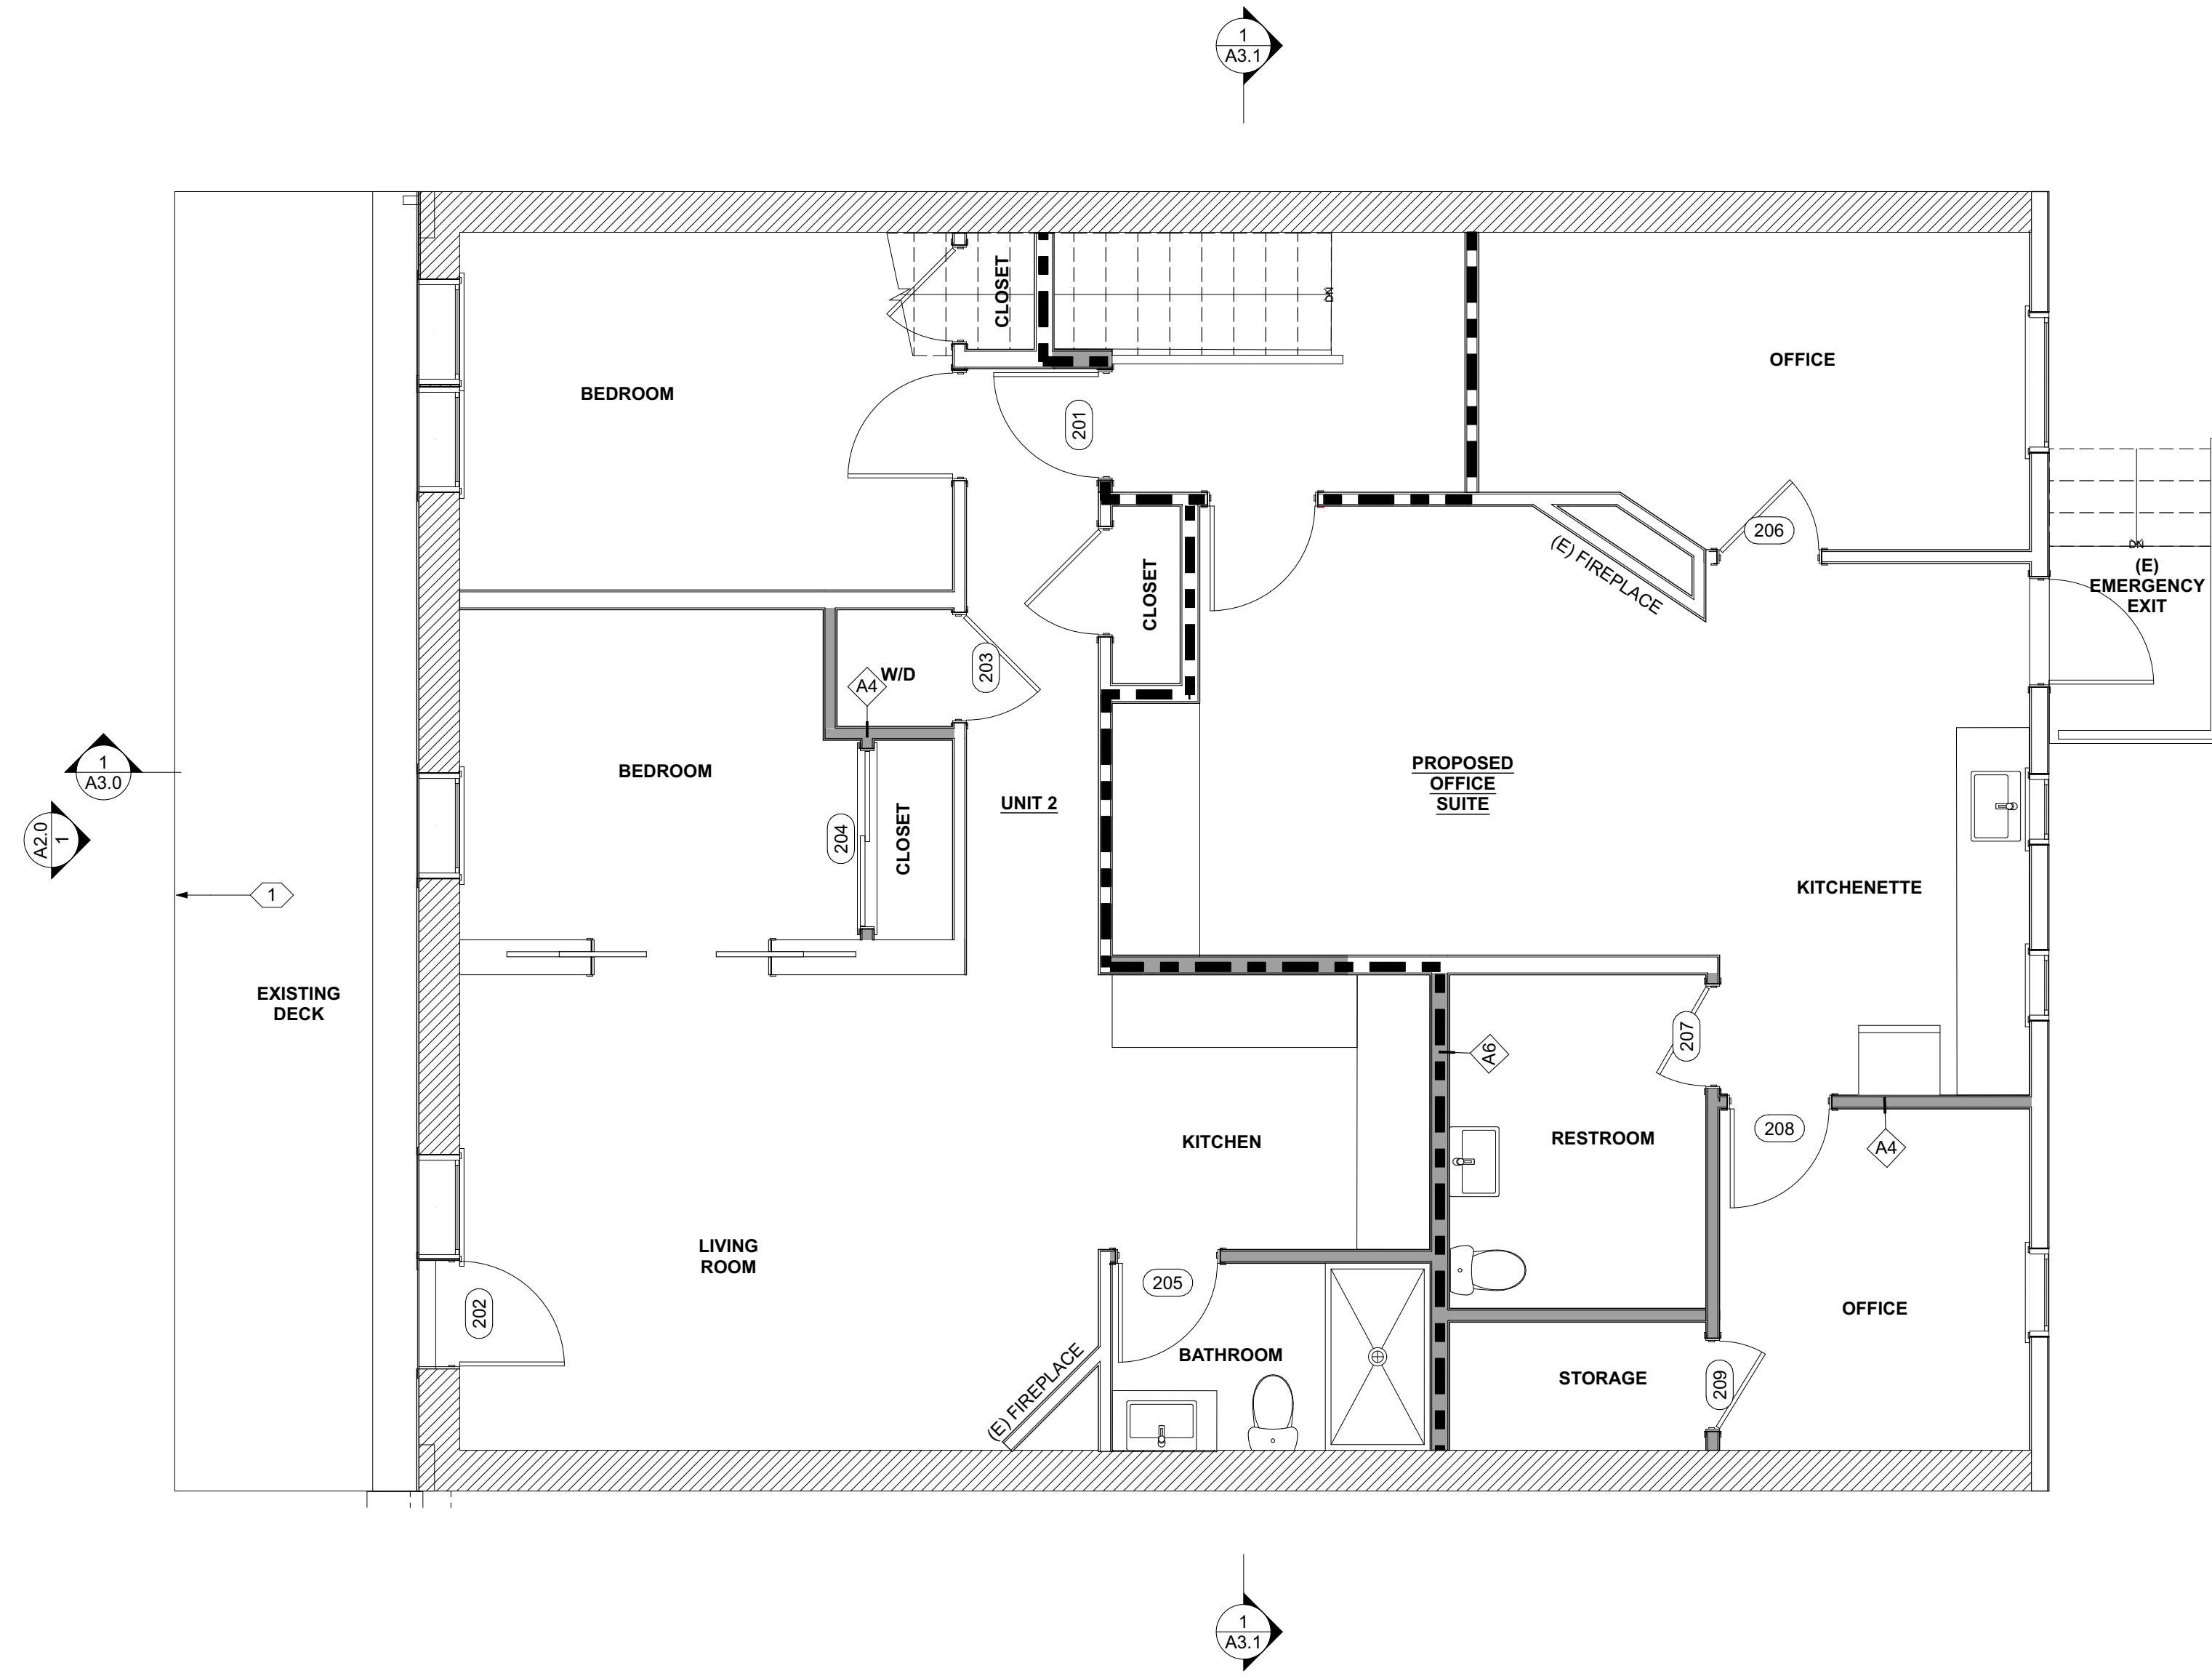 1
A3.1
CLOSET
DN
OFFICE
BEDROOM
201
206
(E) FIREPLACE
(E)
EMERGENCY
EXIT
DN
CLOSET
203
W/D
A4
1
A3.0
BEDROOM
PROPOSED
OFFICE
SUITE
UNIT 2
204
CLOSET
A2.0
1
1
KITCHENETTE
EXISTING
DECK
207
A6
KITCHEN
RESTROOM
208
A4
LIVING
ROOM
205
202
OFFICE
(E) FIREPLACE
BATHROOM
STORAGE
209
1
A3.1